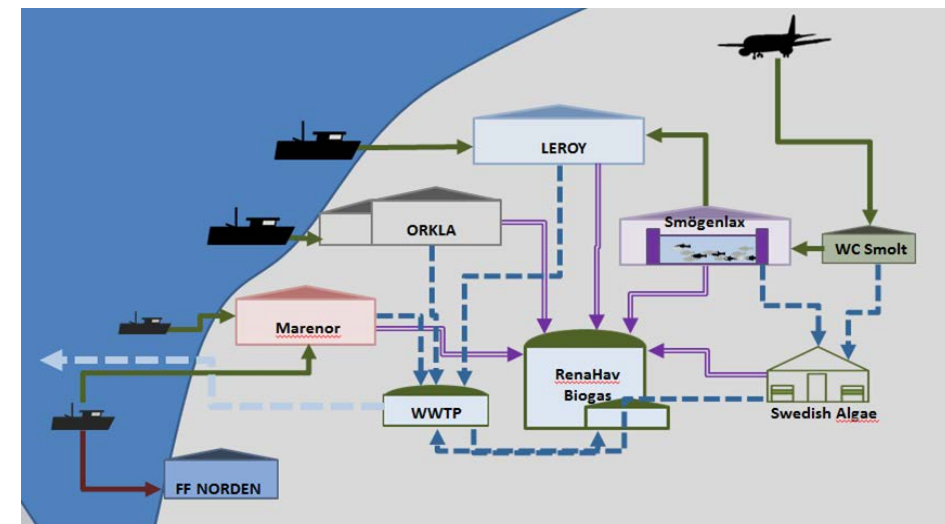 LEROY
Smögenlax
ORKLA
WC Smolt
Marenor
RenaHav
Biogas
WWTP
Swedish Algae
FF NORDEN